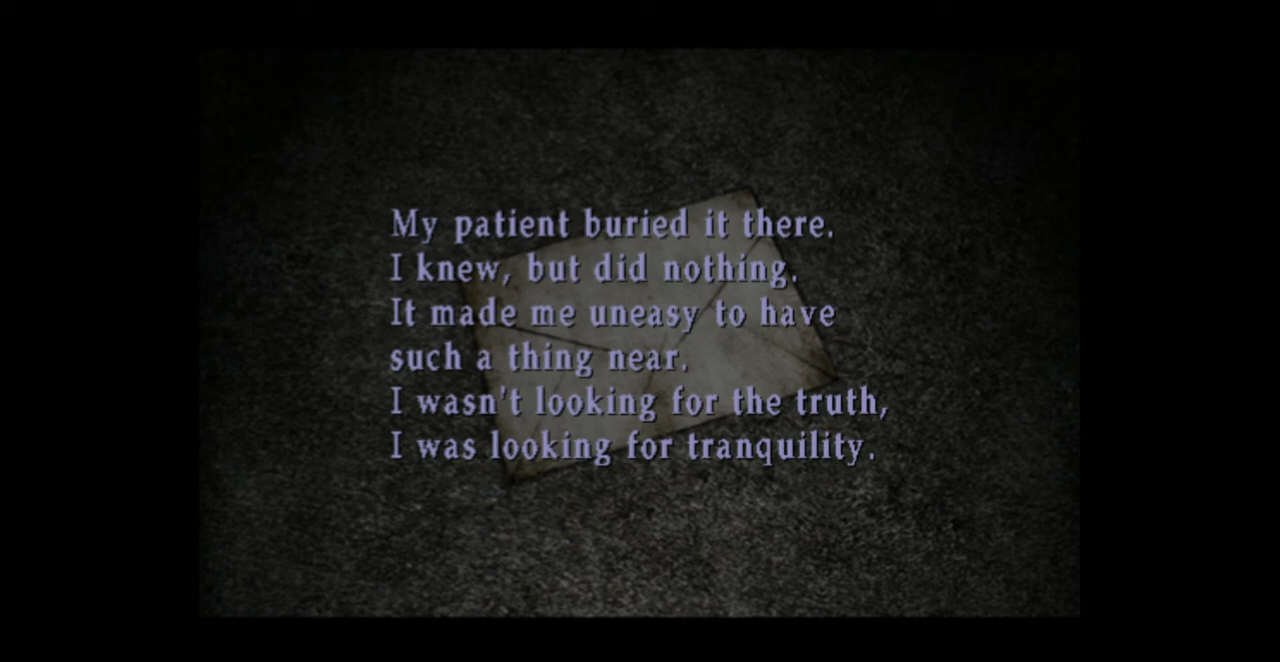 My patient buried it there.
I knew, but did nothing.
It made me uneasy to have
such a thing near.
I wasn't looking for the truth,
I was looking for tranquility.